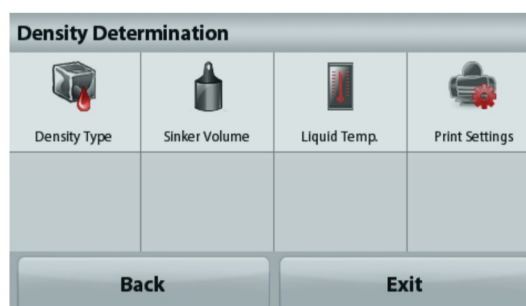 Density Determination
Density Type
Sinker Volume
Liquid Temp.
Print Settings
Back
Exit